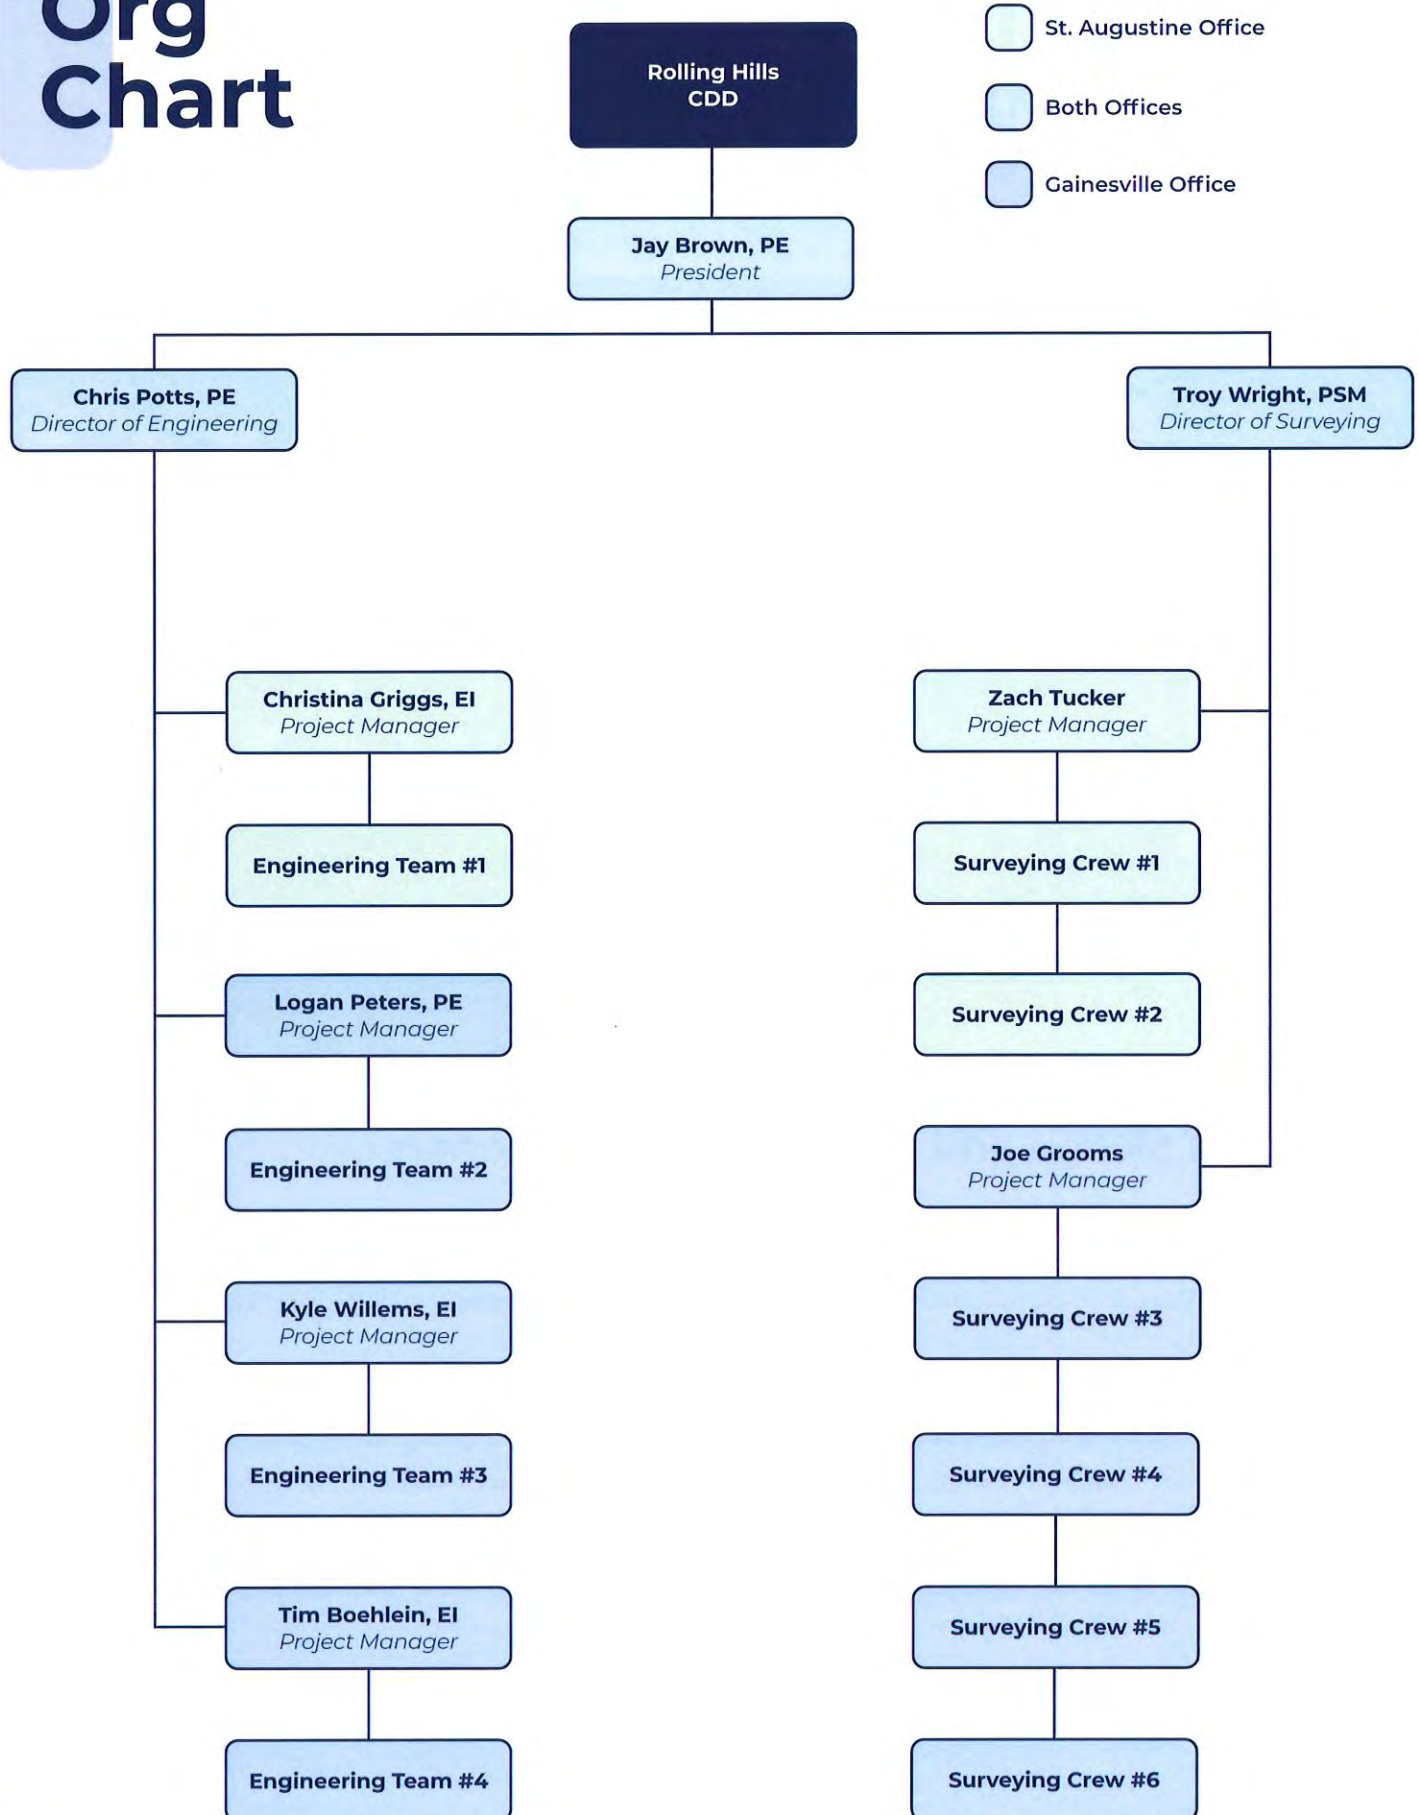 Org
Chart
St. Augustine Office
Both Offices
Gainesville Office
Rolling Hills
CDD
Jay Brown, PE
President
Chris Potts, PE
Director of Engineering
Troy Wright, PSM
Director of Surveying
Christina Griggs, EI
Project Manager
Engineering Team #1
Logan Peters, PE
Project Manager
Engineering Team #2
Kyle Willems, EI
Project Manager
Engineering Team #3
Tim Boehlein, EI
Project Manager
Engineering Team #4
Zach Tucker
Project Manager
Surveying Crew #1
Surveying Crew #2
Joe Grooms
Project Manager
Surveying Crew #3
Surveying Crew #4
Surveying Crew #5
Surveying Crew #6